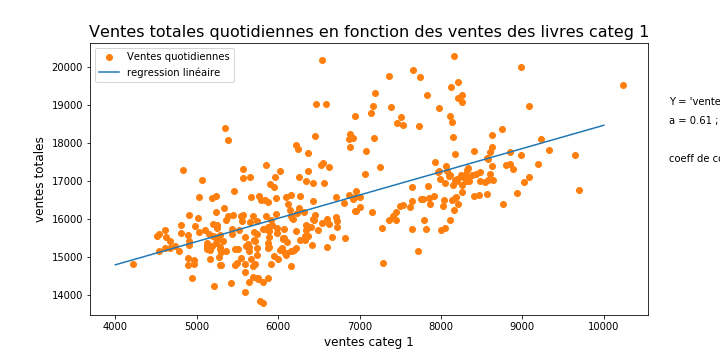 Ventes totales quotidiennes en fonction des ventes des livres categ 1
Ventes quotidiennes
regression linéaire
ventes totales
20000
19000
18000
17000
16000
15000
14000
4000
5000
6000
7000
8000
9000
10000
ventes categ 1
Y = 'vente
a = 0.61 ;
coeff de co